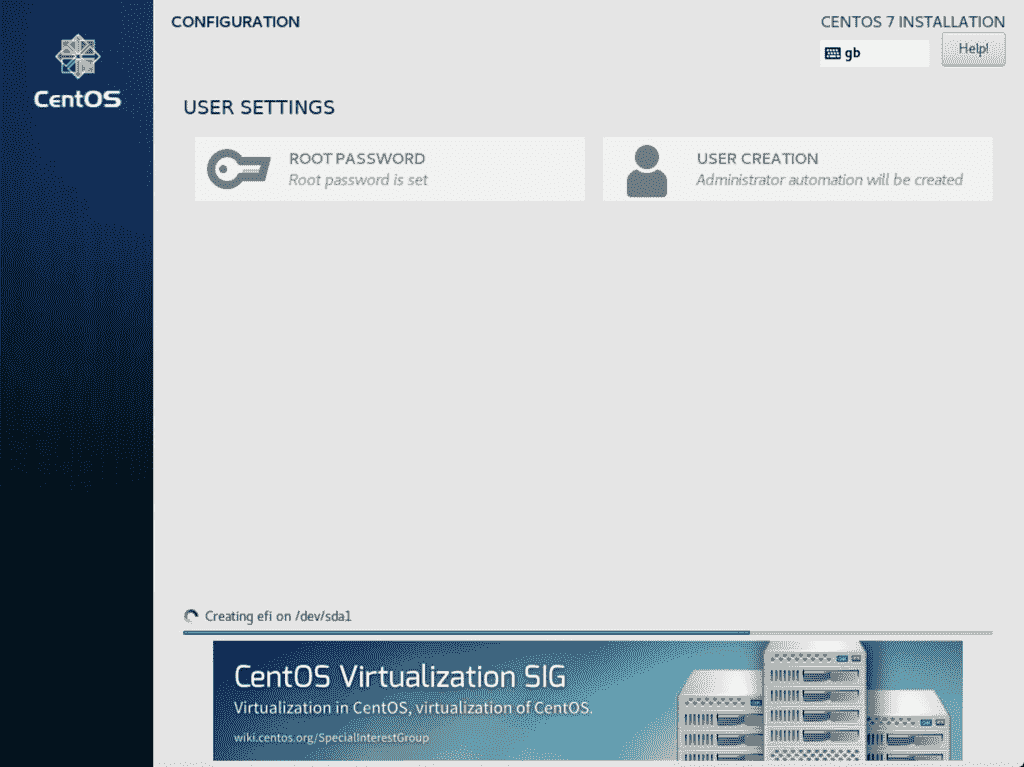 CONFIGURATION
CENTOS 7 INSTALLATION
gb
Help!
CentOS
USER SETTINGS
ROOT PASSWORD
Root password is set
USER CREATION
Administrator automation will be created
Creating efi on /dev/sda1
CentOS Virtualization SIG
Virtualization in CentOS, virtualization of CentOS.
wiki.centos.org/SpecialInterestGroup